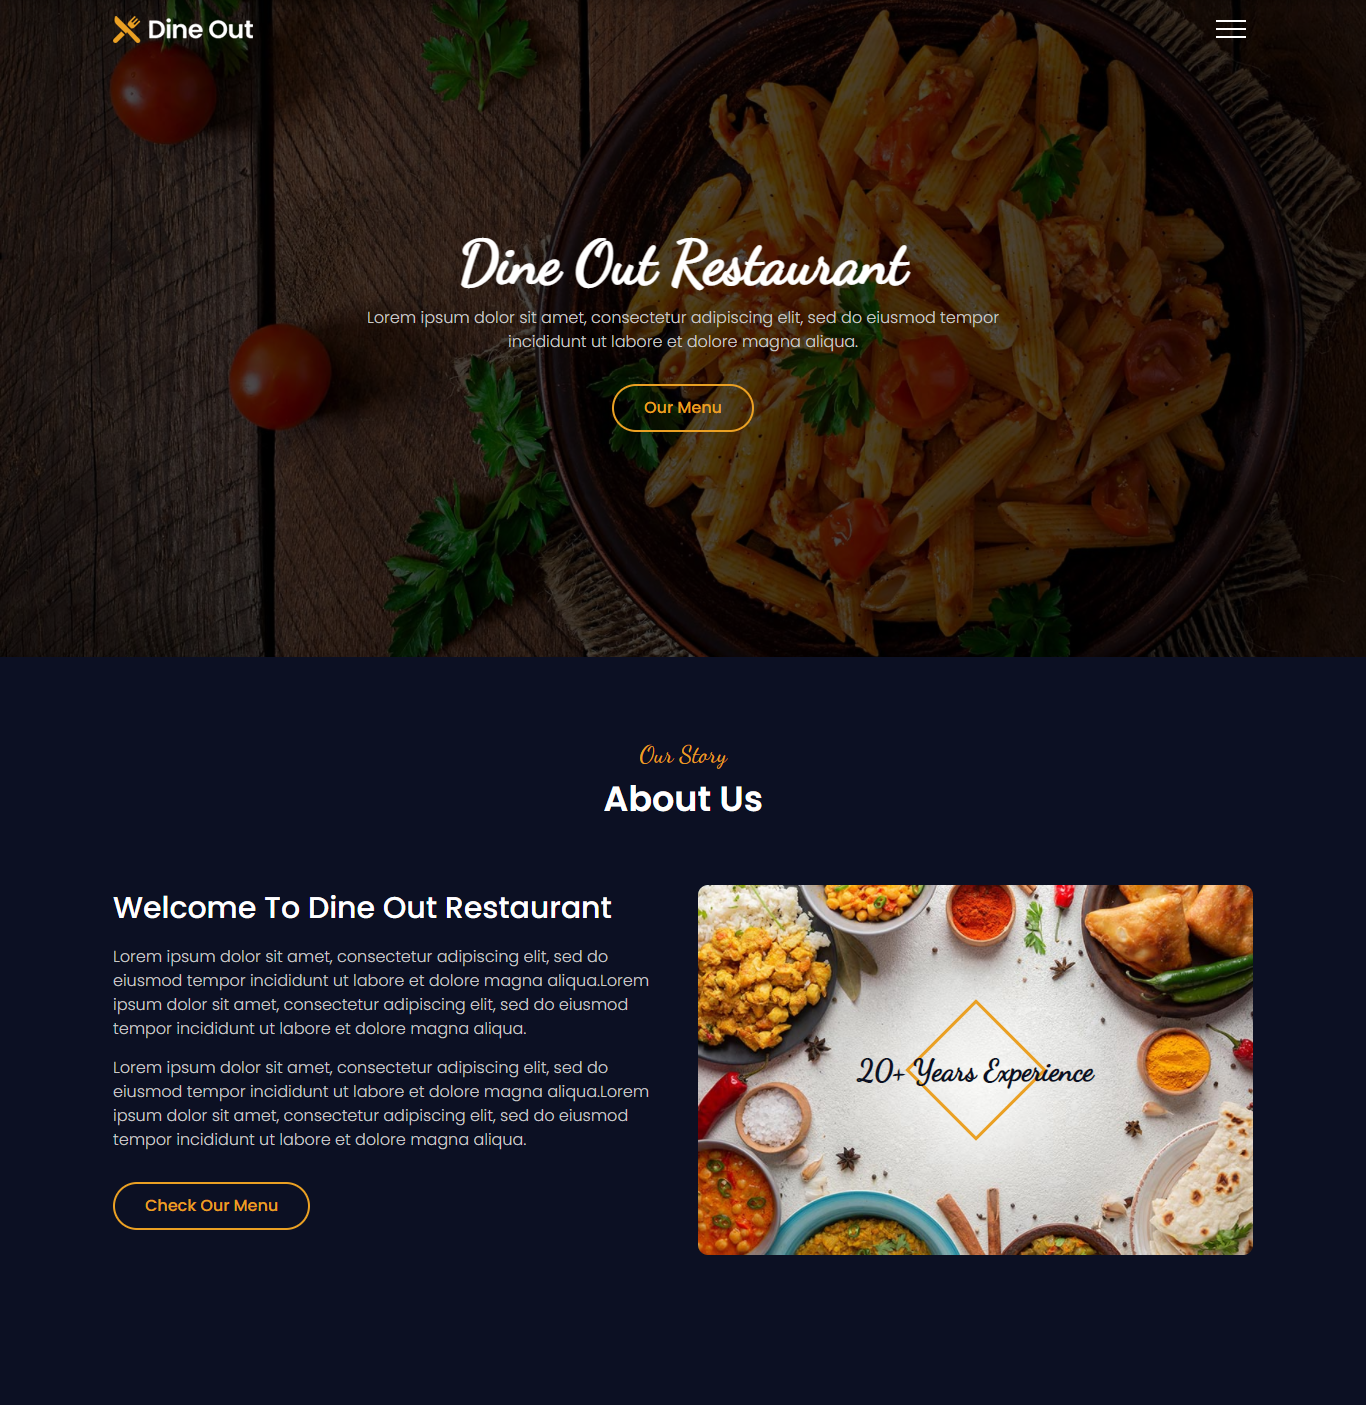 Dine Out
Dine Out Restaurant
Lorem ipsum dolor sit amet, consectetur adipiscing elit, sed do eiusmod tempor
incididunt ut labore et dolore magna aliqua.
Our Menu
Our Story
About Us
Welcome To Dine Out Restaurant
Lorem ipsum dolor sit amet, consectetur adipiscing elit, sed do
eiusmod tempor incididunt ut labore et dolore magna aliqua.Lorem
ipsum dolor sit amet, consectetur adipiscing elit, sed do eiusmod
tempor incididunt ut labore et dolore magna aliqua.
Lorem ipsum dolor sit amet, consectetur adipiscing elit, sed do
eiusmod tempor incididunt ut labore et dolore magna aliqua.Lorem
ipsum dolor sit amet, consectetur adipiscing elit, sed do eiusmod
tempor incididunt ut labore et dolore magna aliqua.
Check Our Menu
20+ Years Experience